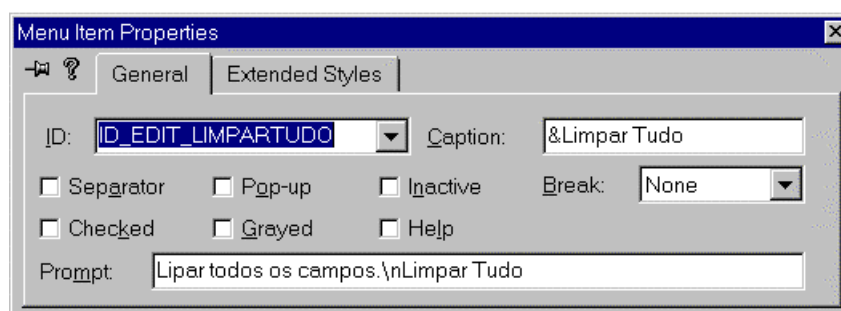 Menu Item Properties
General Extended Styles
ID: ID_EDIT_LIMPARTUDO Caption: &Limpar Tudo
Separator Pop-up Inactive Break: None
Checked Grayed Help
Prompt: Lipar todos os campos.\nLimpar Tudo